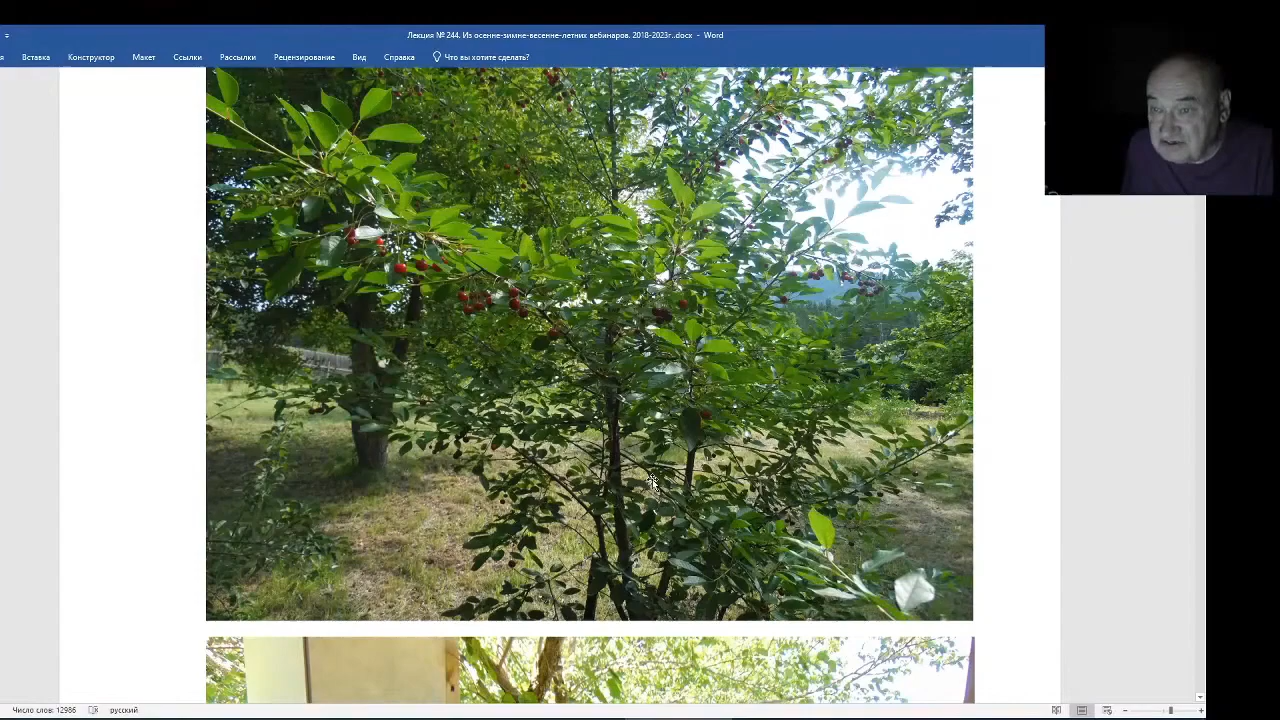 Лекция № 244. Из осенне-зимне-весенне-летних вебинаров. 2018-2023г..docx - Word
я Вставка Конструктор Макет Ссылки Рассылки Рецензирование Вид Справка Что вы хотите сделать?
Число слов: 12986 русский